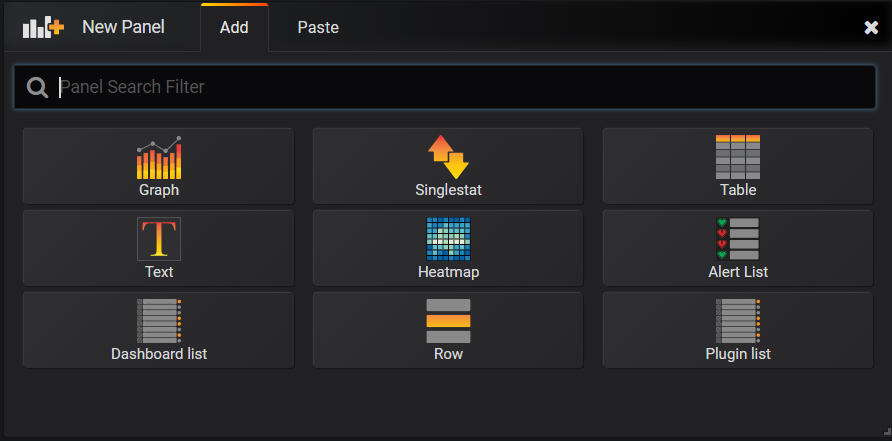 New Panel
Add
Paste
Panel Search Filter
Graph
Singlestat
Table
Text
Heatmap
Alert List
Dashboard list
Row
Plugin list